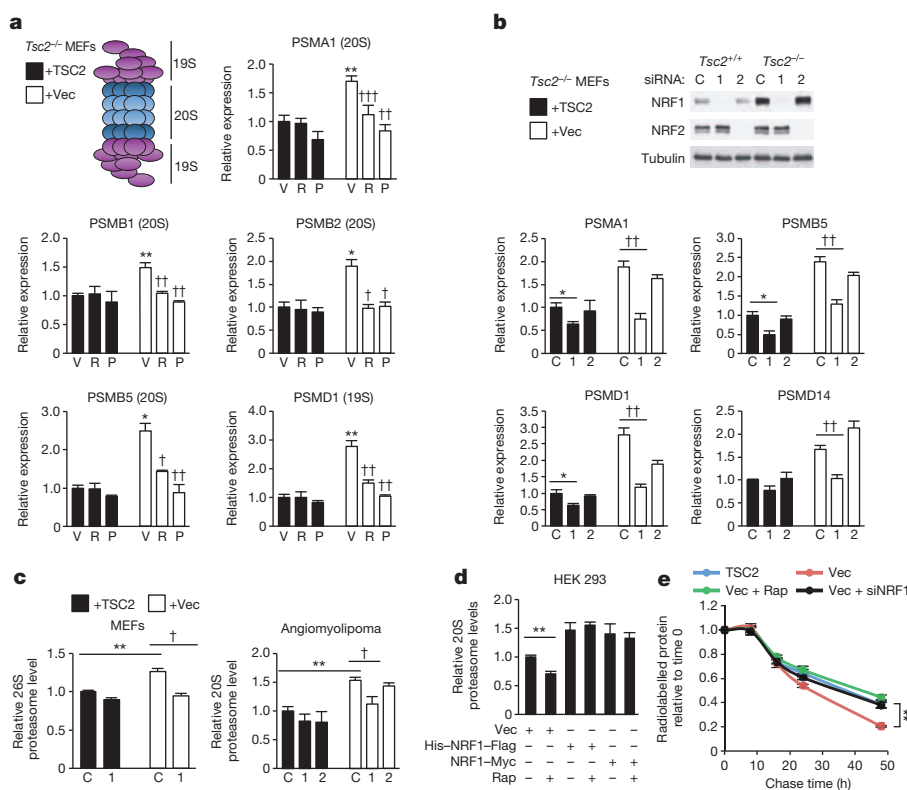 a
Tsc2–/– MEFs
+TSC2
+Vec
19S
20S
19S
PSMA1 (20S)
Relative expression
2.0
1.5
1.0
0.5
0
**
†††
††
V R P V R P
PSMB1 (20S)
Relative expression
2.0
1.5
1.0
0.5
0
**
††
††
V R P V R P
PSMB2 (20S)
Relative expression
2.5
2.0
1.5
1.0
0.5
0
*
†
†
V R P V R P
PSMB5 (20S)
Relative expression
3.0
2.5
2.0
1.5
1.0
0.5
0
*
†
††
V R P V R P
PSMD1 (19S)
Relative expression
4.0
3.0
2.0
1.0
0
**
††
††
V R P V R P
b
Tsc2–/– MEFs
+TSC2
+Vec
Tsc2+/+ Tsc2–/–
siRNA: C 1 2 C 1 2
NRF1
NRF2
Tubulin
PSMA1
Relative expression
2.5
2.0
1.5
1.0
0.5
0
*
††
C 1 2 C 1 2
PSMB5
Relative expression
3.0
2.5
2.0
1.5
1.0
0.5
0
*
††
C 1 2 C 1 2
PSMD1
Relative expression
3.5
3.0
2.5
2.0
1.5
1.0
0.5
0
*
††
C 1 2 C 1 2
PSMD14
Relative expression
2.5
2.0
1.5
1.0
0.5
0
††
C 1 2 C 1 2
c
+TSC2 +Vec
MEFs
Relative 26S
proteasome level
1.5
1.0
0.5
0
**
†
C 1 C 1
Angiomyolipoma
Relative 20S
proteasome level
2.0
1.5
1.0
0.5
0
**
†
C 1 2 C 1 2
d
HEK 293
Relative 20S
proteasome levels
2.0
1.5
1.0
0.5
0
**
Vec + + – – – –
His–NRF1–Flag – – + + – –
NRF1–Myc – – – – + +
Rap – + – + – +
e
TSC2 Vec
Vec + Rap Vec + siNRF1
Radiolabelled protein
relative to time 0
1.2
1.0
0.8
0.6
0.4
0.2
0
**
0 10 20 30 40 50
Chase time (h)